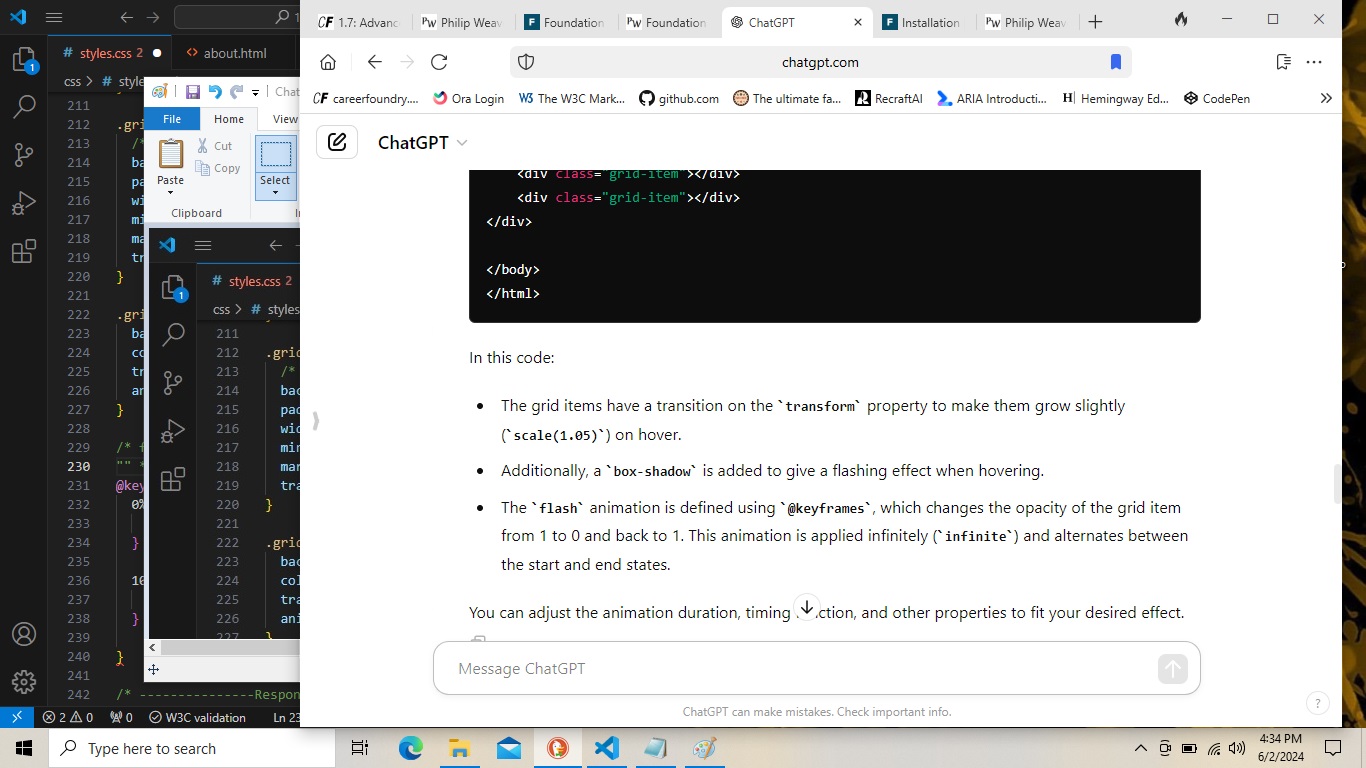 CF 1.7: Advanc
Pw Philip Weav
F Foundation
Pw Foundation
ChatGPT
F Installation
Pw Philip Weav
chatgpt.com
CF careerfoundry....
Ora Login
W3 The W3C Mark...
github.com
The ultimate fa...
RecraftAI
ARIA Introducti...
H| Hemingway Ed...
CodePen
ChatGPT
<div class="grid-item"></div>
<div class="grid-item"></div>
</div>
</body>
</html>
In this code:
The grid items have a transition on the `transform` property to make them grow slightly
(`scale(1.05)`) on hover.
Additionally, a `box-shadow` is added to give a flashing effect when hovering.
The `flash` animation is defined using `@keyframes`, which changes the opacity of the grid item
from 1 to 0 and back to 1. This animation is applied infinitely (`infinite`) and alternates between
the start and end states.
You can adjust the animation duration, timing function, and other properties to fit your desired effect.
Message ChatGPT
ChatGPT can make mistakes. Check important info.
?
# styles.css 2
<> about.html
css > # style
211
212 .grid
213 /*
214 ba
215 pa
216 wi
217 mi
218 ma
219 tr
220 }
221
222 .gri
223 ba
224 co
225 tr
226 an
227 }
228
229 /* f
230 "" *
231 @key
232 0%
233
234 }
235
236 10
237
238 }
239
240 }
241
242 /* ---------------Respon
1
Chat
File
Home
View
Paste
Cut
Copy
Clipboard
Select
# styles.css 2
css > # styles
1
211
212 .grid
213 /*
214 bac
215 pad
216 wid
217 min
218 mar
219 tra
220 }
221
222 .grid
223 bac
224 col
225 tra
226 ani
227 }
2 0
0
W3C validation
Ln 23
Type here to search
4:34 PM
6/2/2024